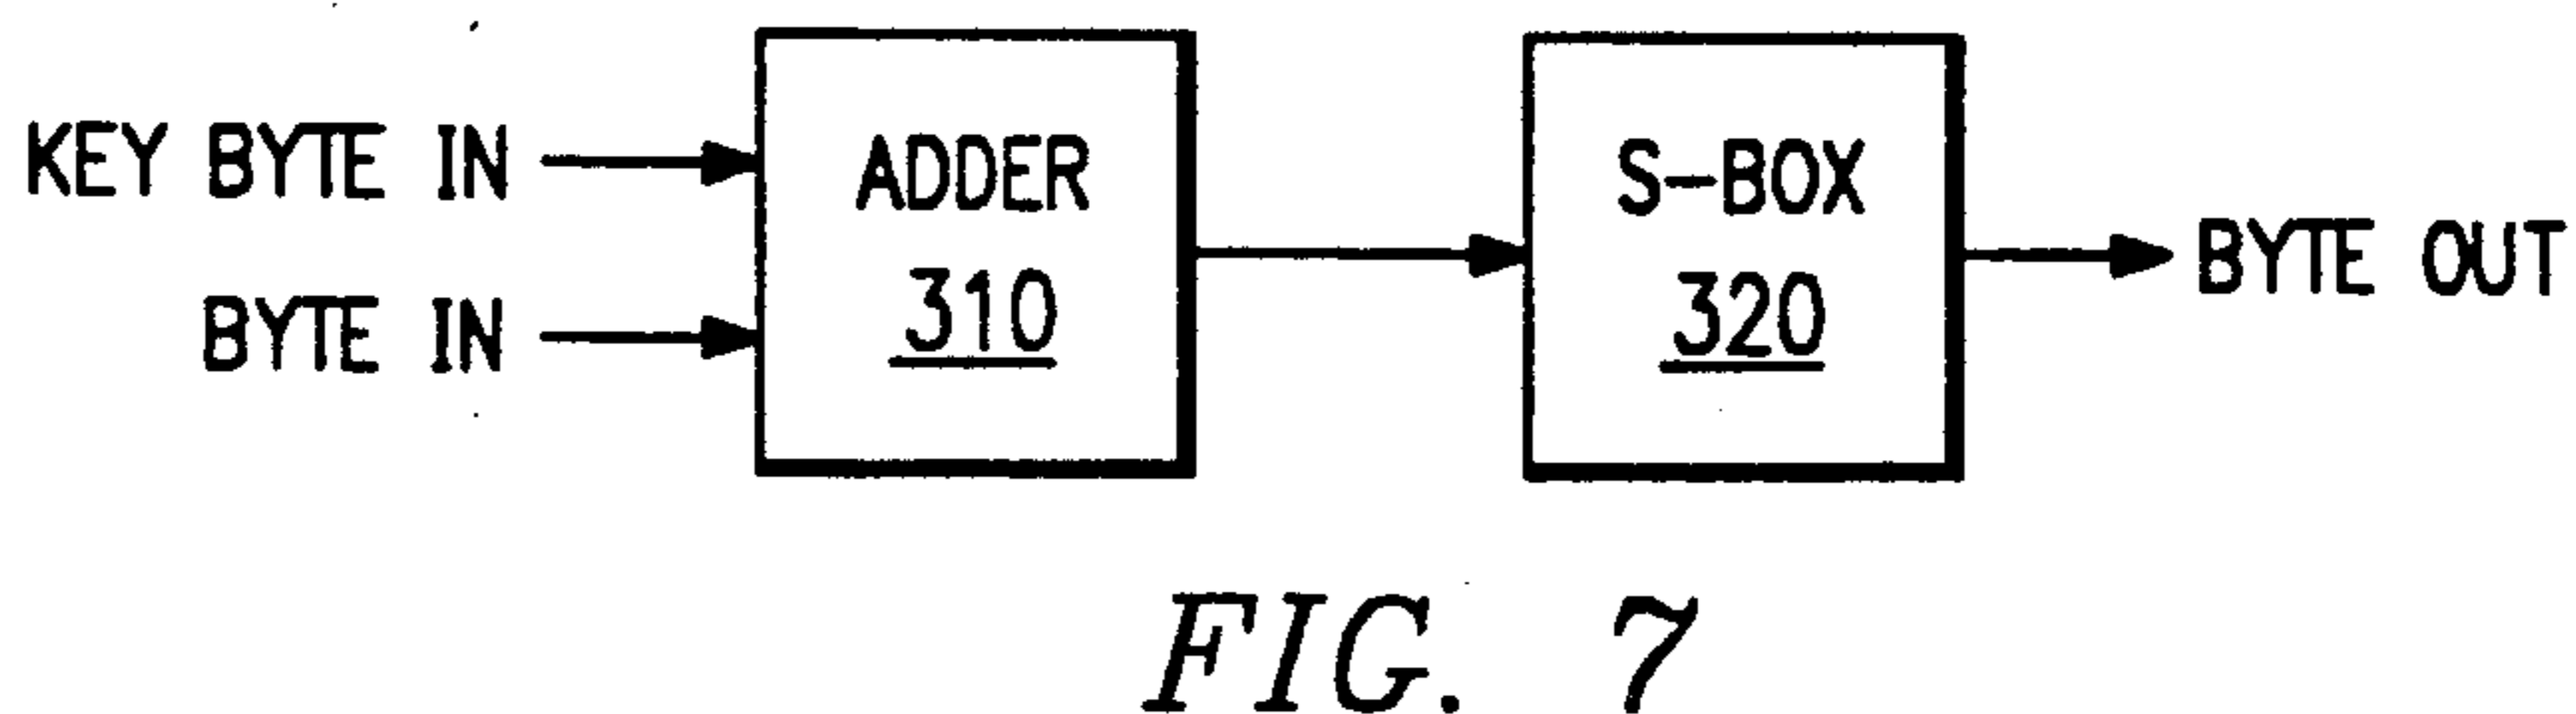 KEY BYTE IN
BYTE IN
ADDER
310
S-BOX
320
BYTE OUT
FIG. 7